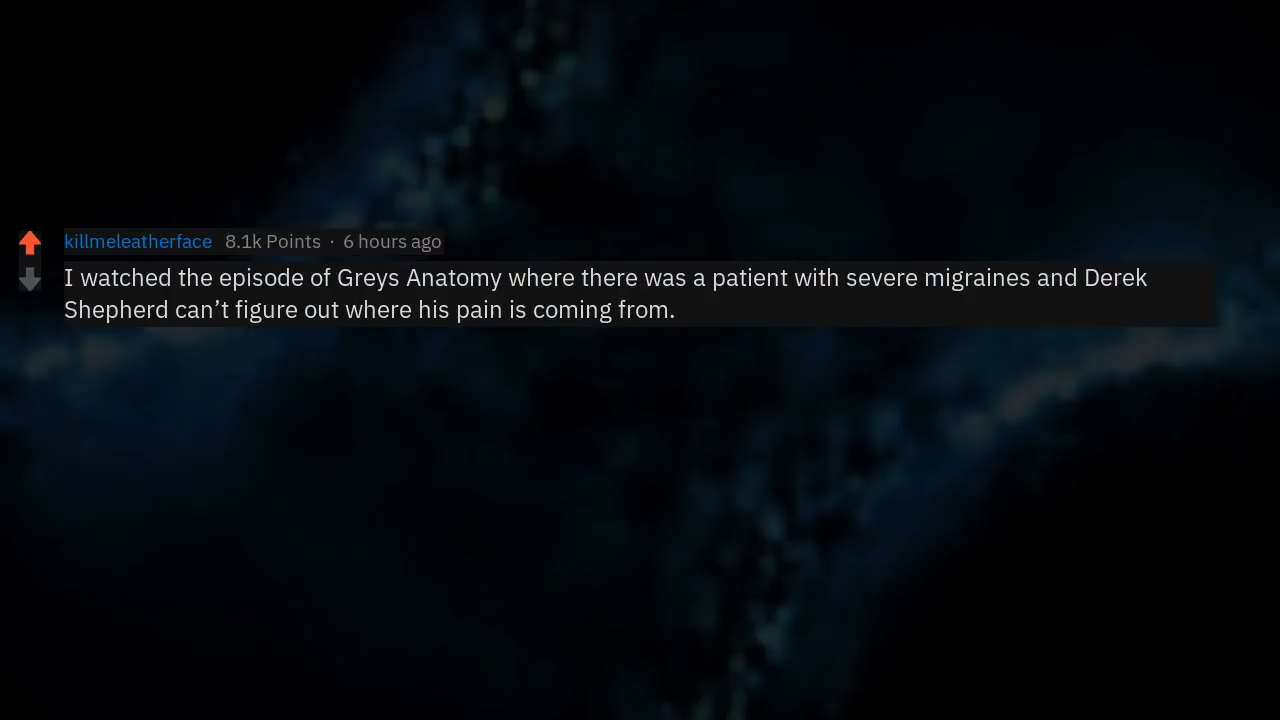 killmeleatherface 8.1k Points · 6 hours ago
I watched the episode of Greys Anatomy where there was a patient with severe migraines and Derek
Shepherd can’t figure out where his pain is coming from.